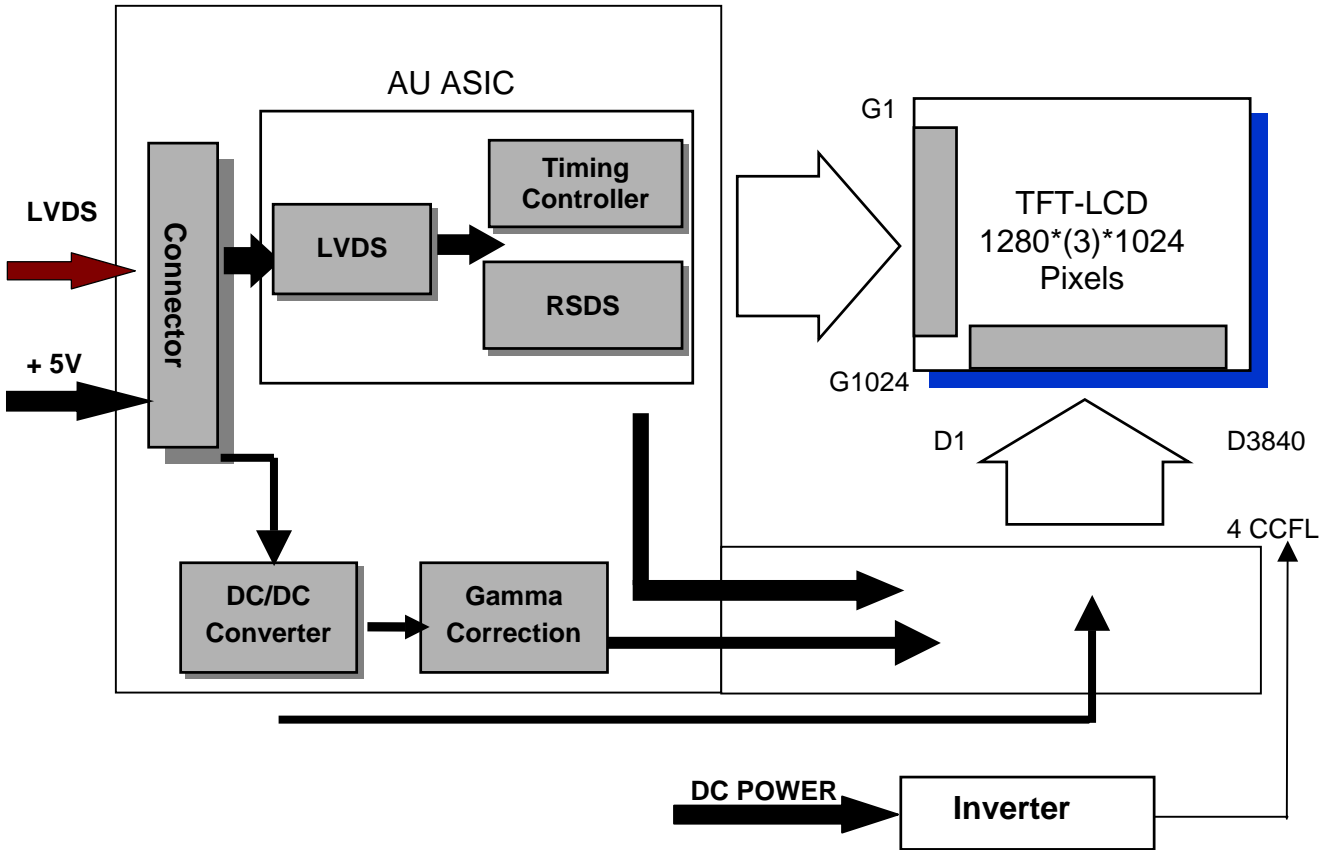 AU ASIC
G1
Timing
Controller
LVDS
Connector
LVDS
RSDS
TFT-LCD
1280*(3)*1024
Pixels
+ 5V
G1024
D1
D3840
4 CCFL
DC/DC
Converter
Gamma
Correction
DC POWER
Inverter